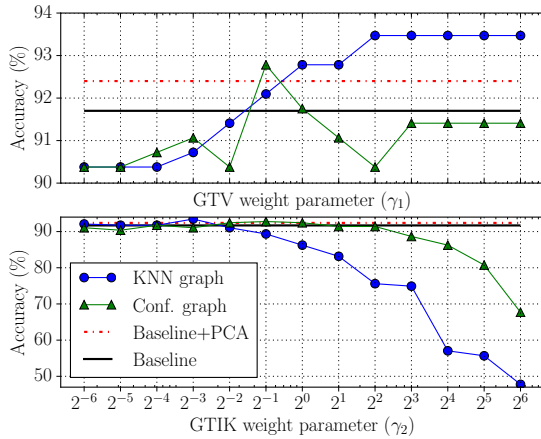 94
93
92
91
90
Accuracy (%)
GTV weight parameter (γ₁)
90
80
70
60
50
Accuracy (%)
KNN graph
Conf. graph
Baseline+PCA
Baseline
2⁻⁶ 2⁻⁵ 2⁻⁴ 2⁻³ 2⁻² 2⁻¹ 2⁰ 2¹ 2² 2³ 2⁴ 2⁵ 2⁶
GTIK weight parameter (γ₂)